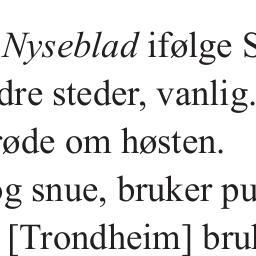 Nyseblad ifølge S
dre steder, vanlig.
røde om høsten.
og snue, bruker pu
[Trondheim] bruk